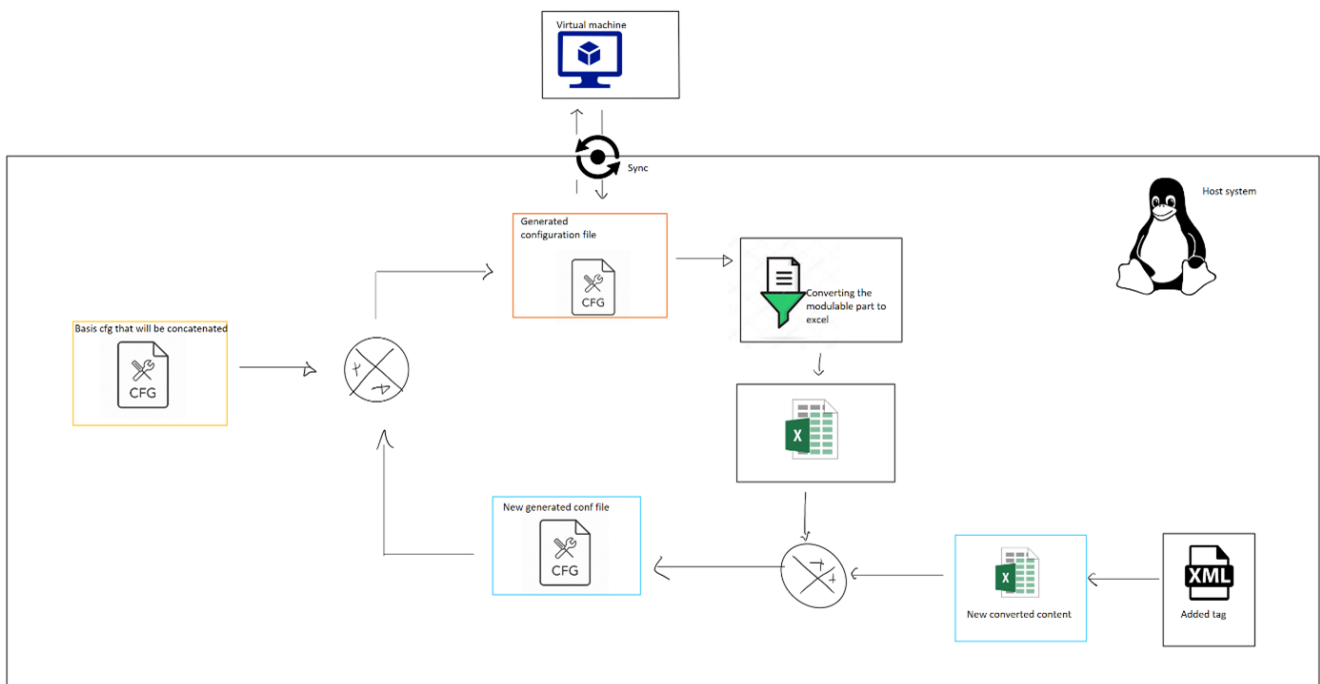 Virtual machine
Sync
Host system
Generated
configuration file
CFG
Converting the
modulable part to
excel
Basis cfg that will be concatenated
CFG
+
+
X
New generated conf file
CFG
+
+
X
New converted content
XML
Added tag